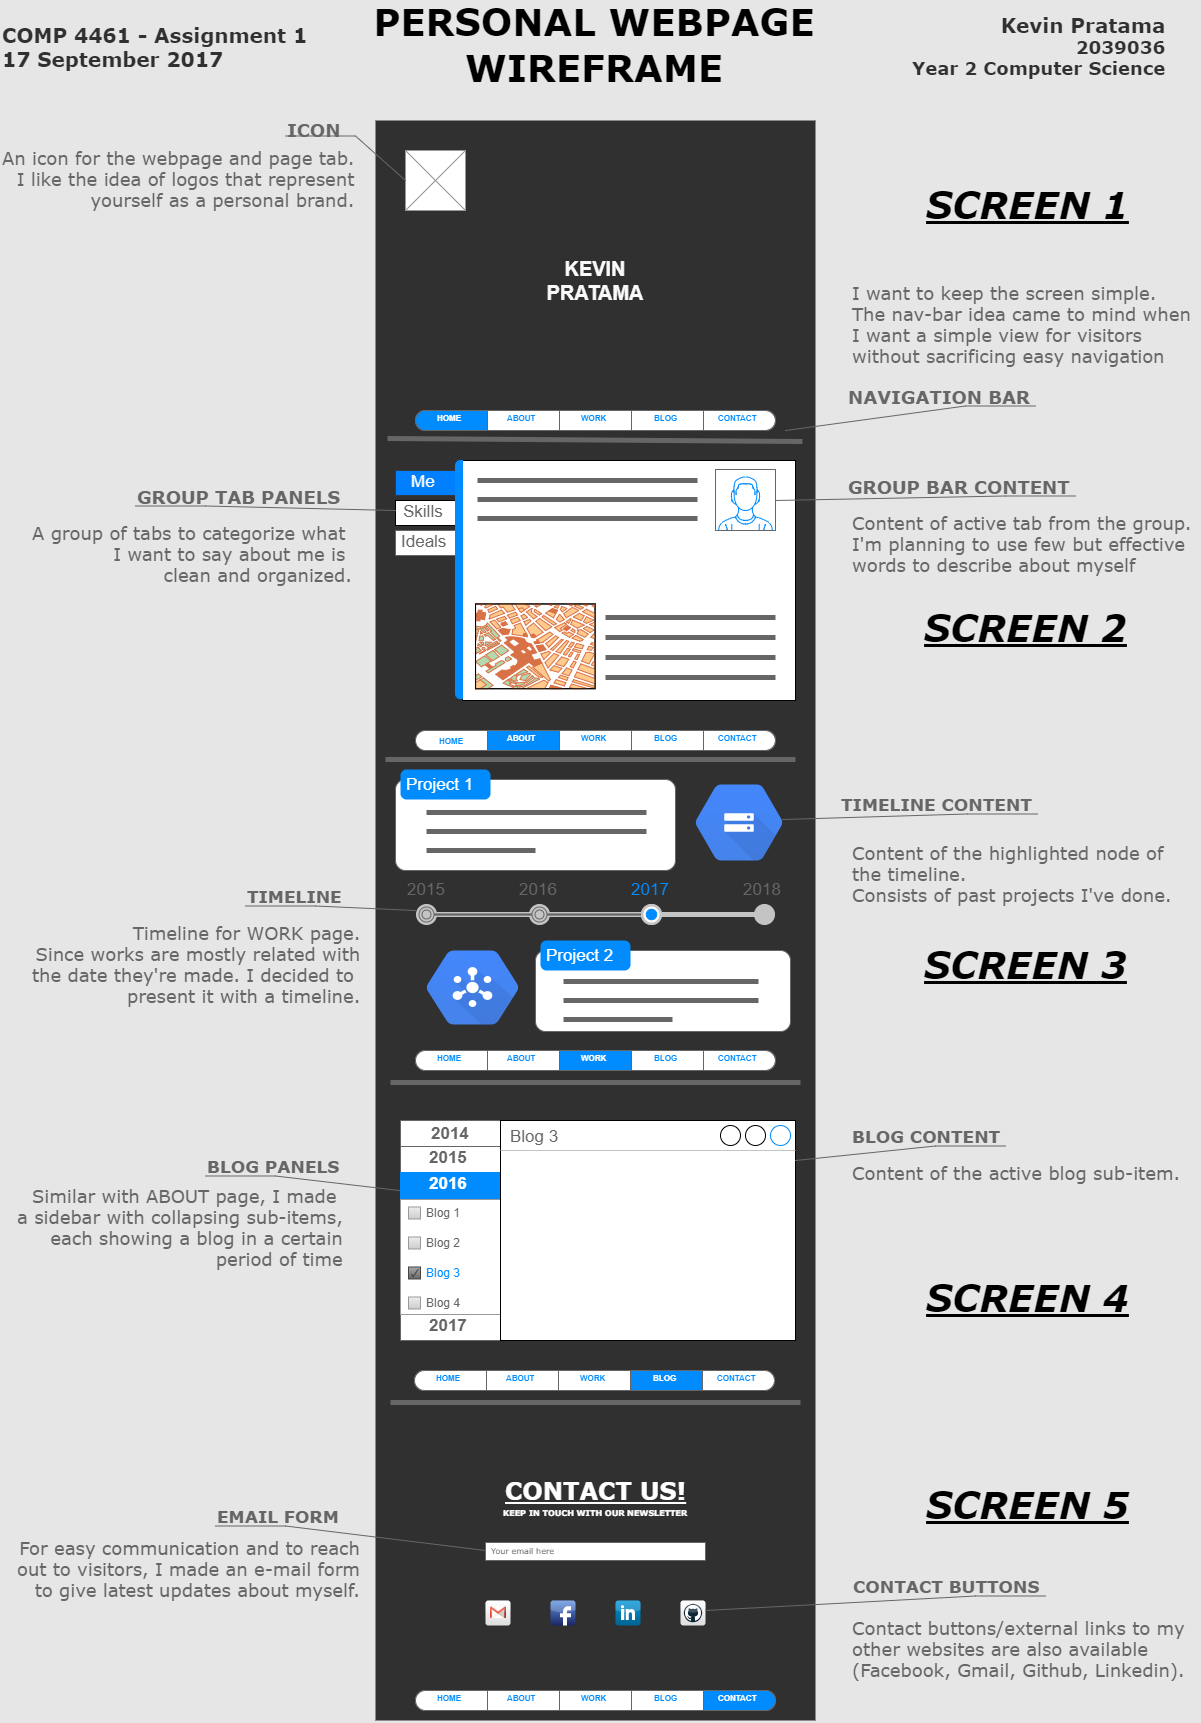 COMP 4461 - Assignment 1
17 September 2017
PERSONAL WEBPAGE
WIREFRAME
Kevin Pratama
2039036
Year 2 Computer Science
ICON
An icon for the webpage and page tab.
I like the idea of logos that represent
yourself as a personal brand.
SCREEN 1
KEVIN
PRATAMA
I want to keep the screen simple.
The nav-bar idea came to mind when
I want a simple view for visitors
without sacrificing easy navigation
NAVIGATION BAR
HOME ABOUT WORK BLOG CONTACT
GROUP TAB PANELS
A group of tabs to categorize what
I want to say about me is
clean and organized.
Me
Skills
Ideals
GROUP BAR CONTENT
Content of active tab from the group.
I'm planning to use few but effective
words to describe about myself
SCREEN 2
HOME ABOUT WORK BLOG CONTACT
Project 1
TIMELINE CONTENT
Content of the highlighted node of
the timeline.
Consists of past projects I've done.
TIMELINE
Timeline for WORK page.
Since works are mostly related with
the date they're made. I decided to
present it with a timeline.
2015 2016 2017 2018
Project 2
SCREEN 3
HOME ABOUT WORK BLOG CONTACT
BLOG PANELS
Similar with ABOUT page, I made
a sidebar with collapsing sub-items,
each showing a blog in a certain
period of time
2014
2015
2016
Blog 1
Blog 2
Blog 3
Blog 4
2017
Blog 3
BLOG CONTENT
Content of the active blog sub-item.
SCREEN 4
HOME ABOUT WORK BLOG CONTACT
CONTACT US!
KEEP IN TOUCH WITH OUR NEWSLETTER
SCREEN 5
EMAIL FORM
For easy communication and to reach
out to visitors, I made an e-mail form
to give latest updates about myself.
Your email here
f in
CONTACT BUTTONS
Contact buttons/external links to my
other websites are also available
(Facebook, Gmail, Github, Linkedin).
HOME ABOUT WORK BLOG CONTACT